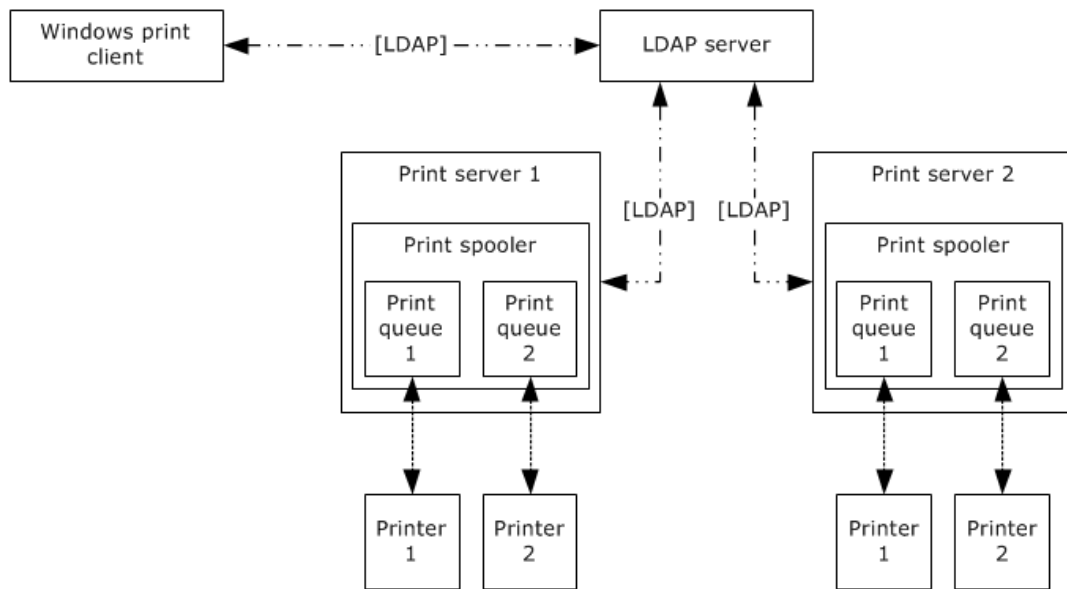 Windows print
client
[LDAP]
LDAP server
Print server 1
Print server 2
[LDAP]
[LDAP]
Print spooler
Print spooler
Print
queue
1
Print
queue
2
Print
queue
1
Print
queue
2
Printer
1
Printer
2
Printer
1
Printer
2